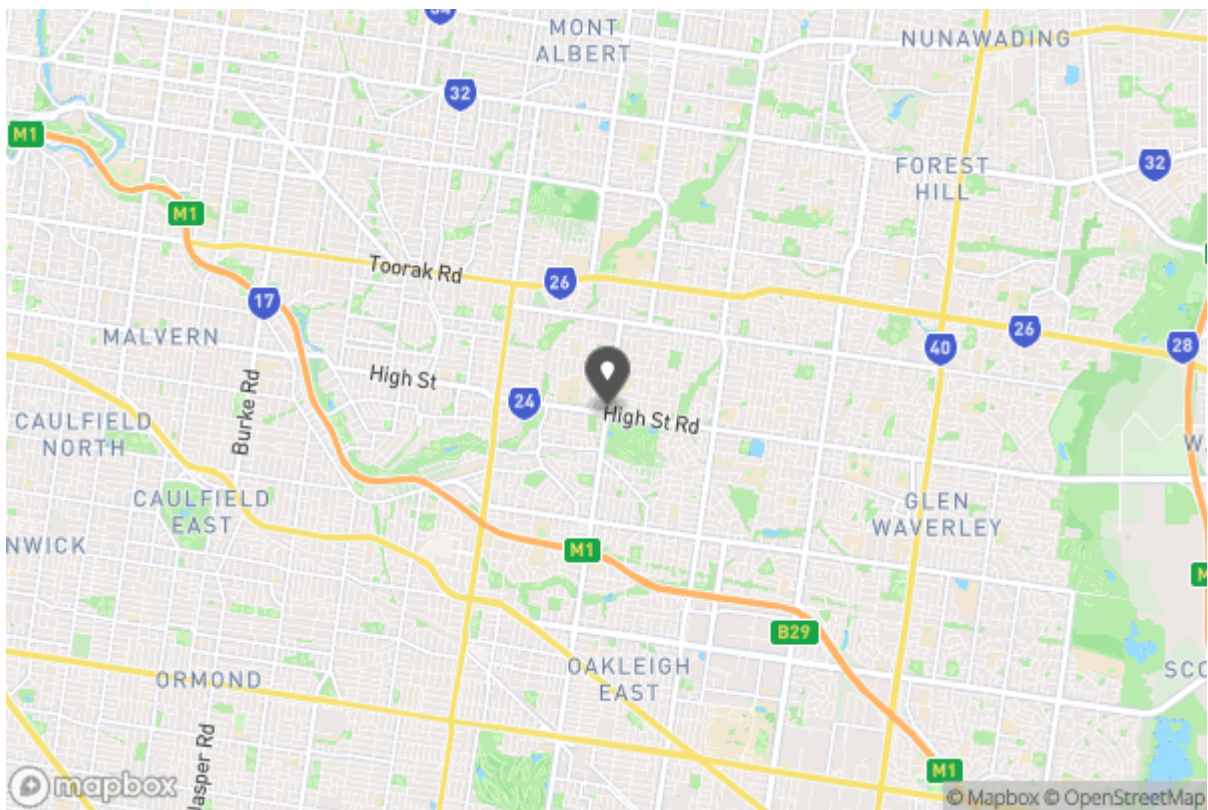 MONT
ALBERT
NUNAWADING
32
M1
FOREST
HILL
32
M1
Toorak Rd
26
17
MALVERN
26
40
28
High St
Burke Rd
24
High St Rd
CAULFIELD
NORTH
CAULFIELD
EAST
GLEN
WAVERLEY
NWICK
M1
B29
OAKLEIGH
EAST
ORMOND
SCO
Jasper Rd
M1
mapbox
© Mapbox © OpenStreetMap